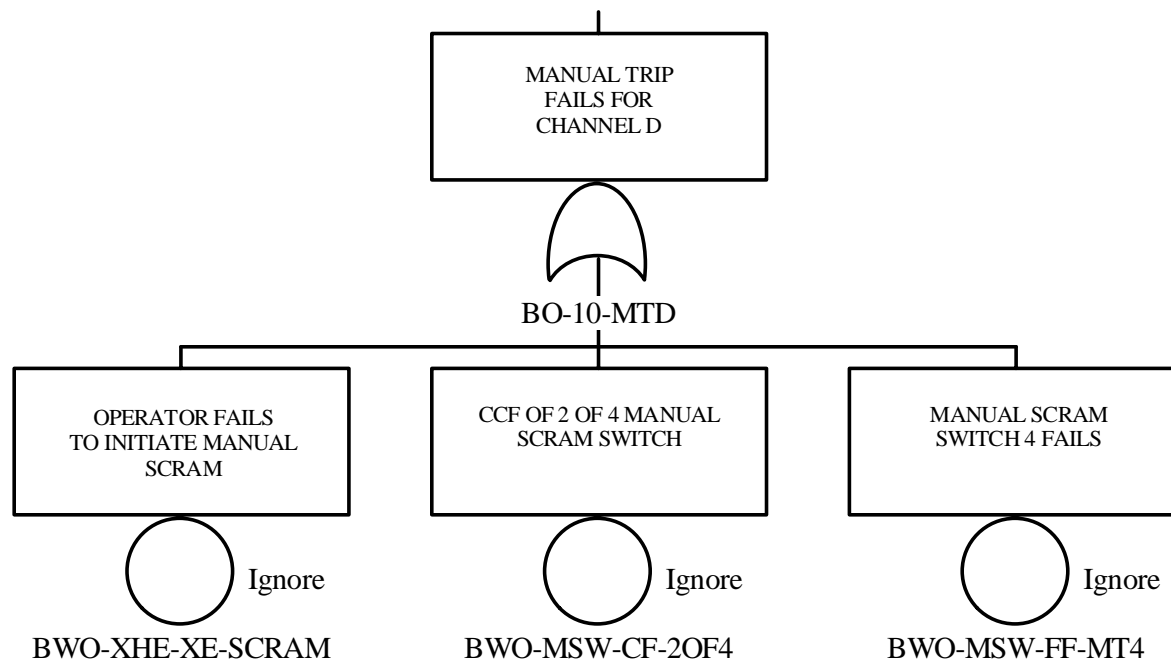 MANUAL TRIP
FAILS FOR
CHANNEL D
BO-10-MTD
OPERATOR FAILS
TO INITIATE MANUAL
SCRAM
CCF OF 2 OF 4 MANUAL
SCRAM SWITCH
MANUAL SCRAM
SWITCH 4 FAILS
Ignore
Ignore
Ignore
BWO-XHE-XE-SCRAM
BWO-MSW-CF-2OF4
BWO-MSW-FF-MT4